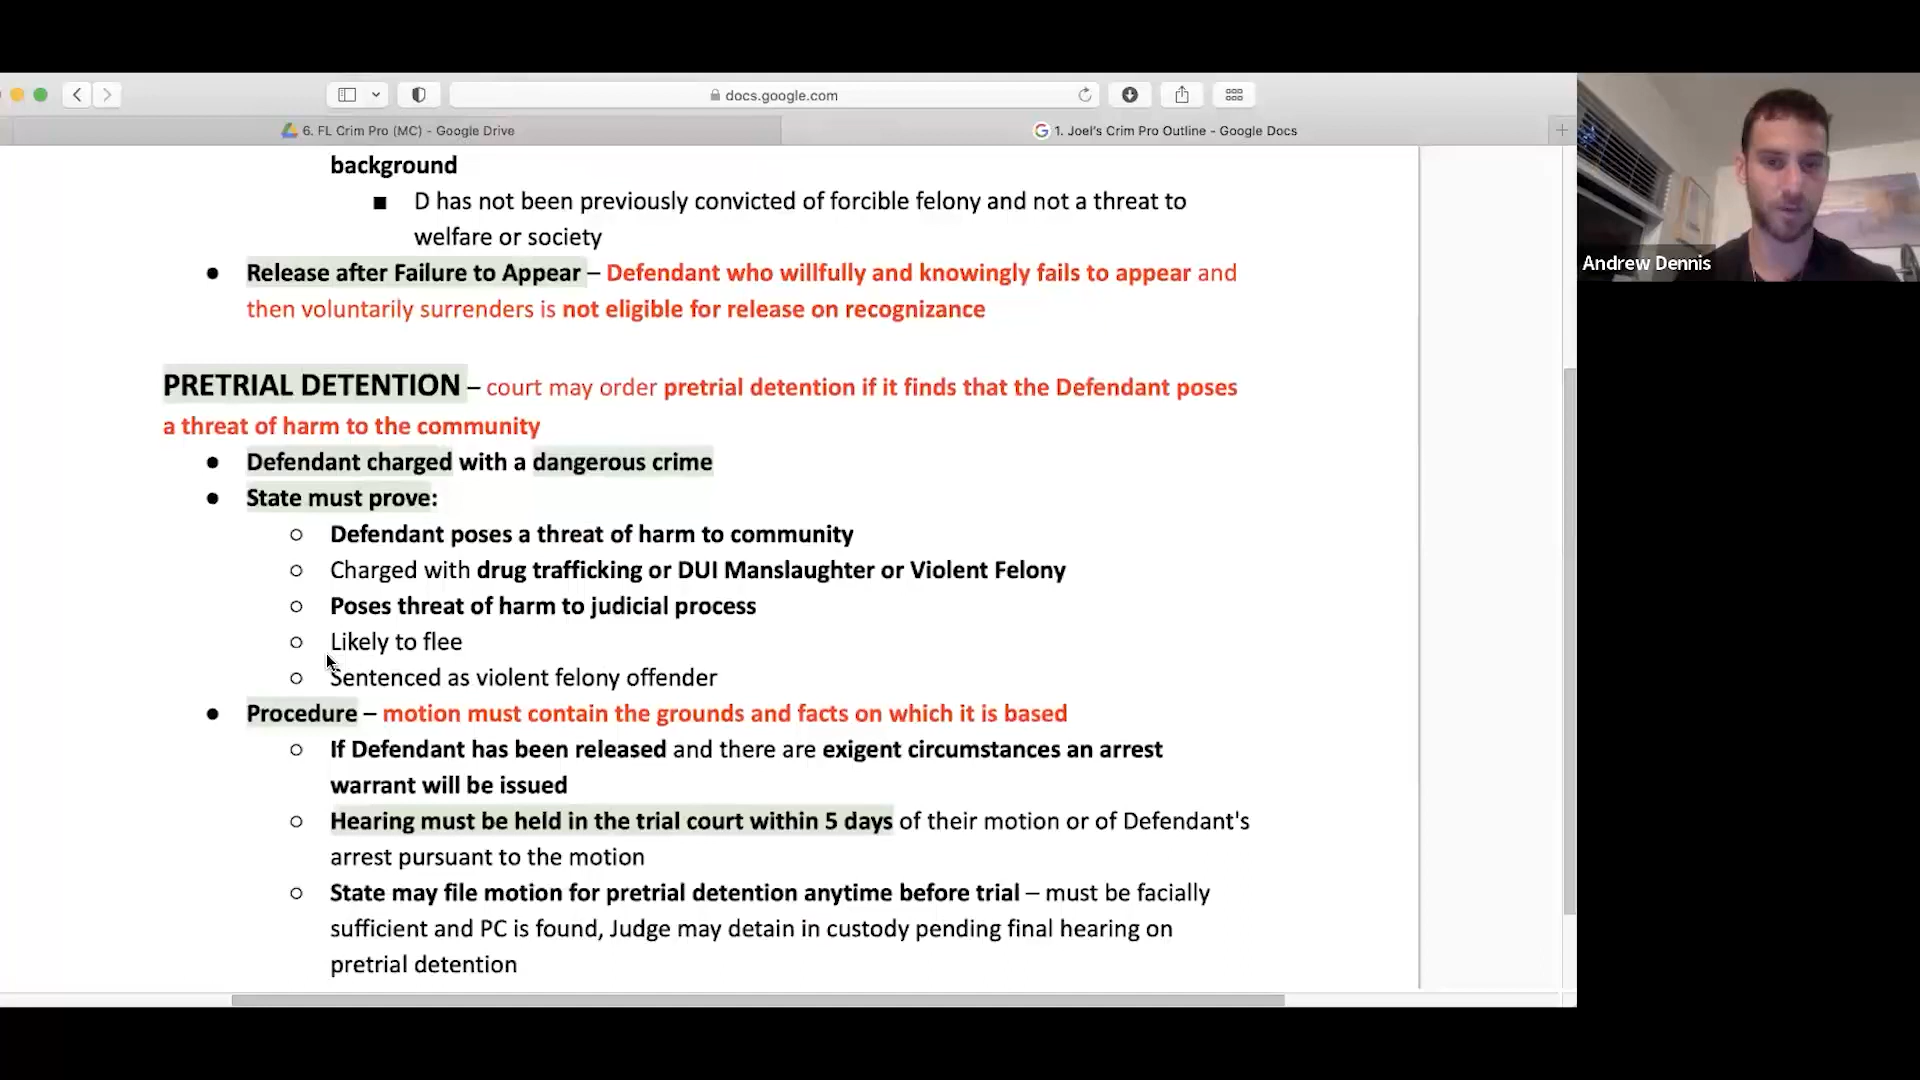 docs.google.com
6. FL Crim Pro (MC) - Google Drive
1. Joel's Crim Pro Outline - Google Docs
background
■ D has not been previously convicted of forcible felony and not a threat to
welfare or society
● Release after Failure to Appear – Defendant who willfully and knowingly fails to appear and
then voluntarily surrenders is not eligible for release on recognizance
PRETRIAL DETENTION – court may order pretrial detention if it finds that the Defendant poses
a threat of harm to the community
● Defendant charged with a dangerous crime
● State must prove:
○ Defendant poses a threat of harm to community
○ Charged with drug trafficking or DUI Manslaughter or Violent Felony
○ Poses threat of harm to judicial process
○ Likely to flee
○ Sentenced as violent felony offender
● Procedure – motion must contain the grounds and facts on which it is based
○ If Defendant has been released and there are exigent circumstances an arrest
warrant will be issued
○ Hearing must be held in the trial court within 5 days of their motion or of Defendant's
arrest pursuant to the motion
○ State may file motion for pretrial detention anytime before trial – must be facially
sufficient and PC is found, Judge may detain in custody pending final hearing on
pretrial detention
Andrew Dennis